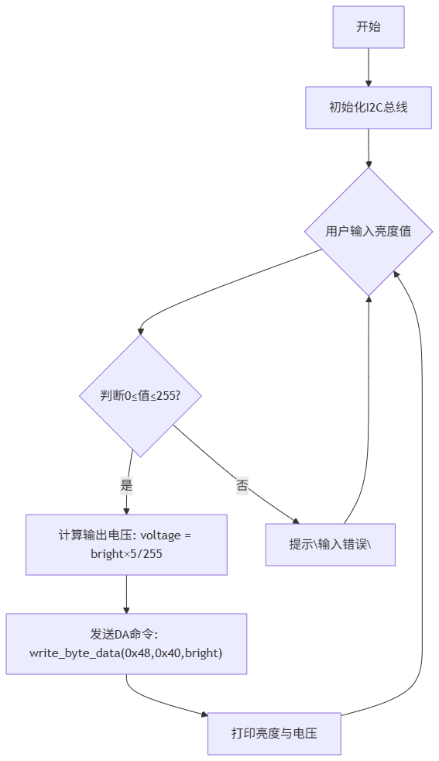 开始
初始化I2C总线
用户输入亮度值
判断0≤值≤255?
是
否
计算输出电压: voltage =
bright×5/255
提示\输入错误\
发送DA命令：
write_byte_data(0x48,0x40,bright)
打印亮度与电压